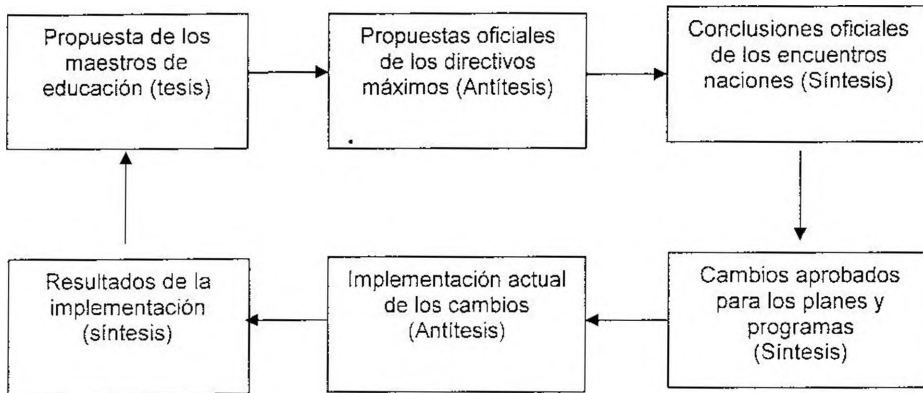 Propuesta de los
maestros de
educación (tesis)
Propuestas oficiales
de los directivos
máximos (Antítesis)
Conclusiones oficiales
de los encuentros
naciones (Síntesis)
Resultados de la
implementación
(síntesis)
Implementación actual
de los cambios
(Antítesis)
Cambios aprobados
para los planes y
programas
(Síntesis)